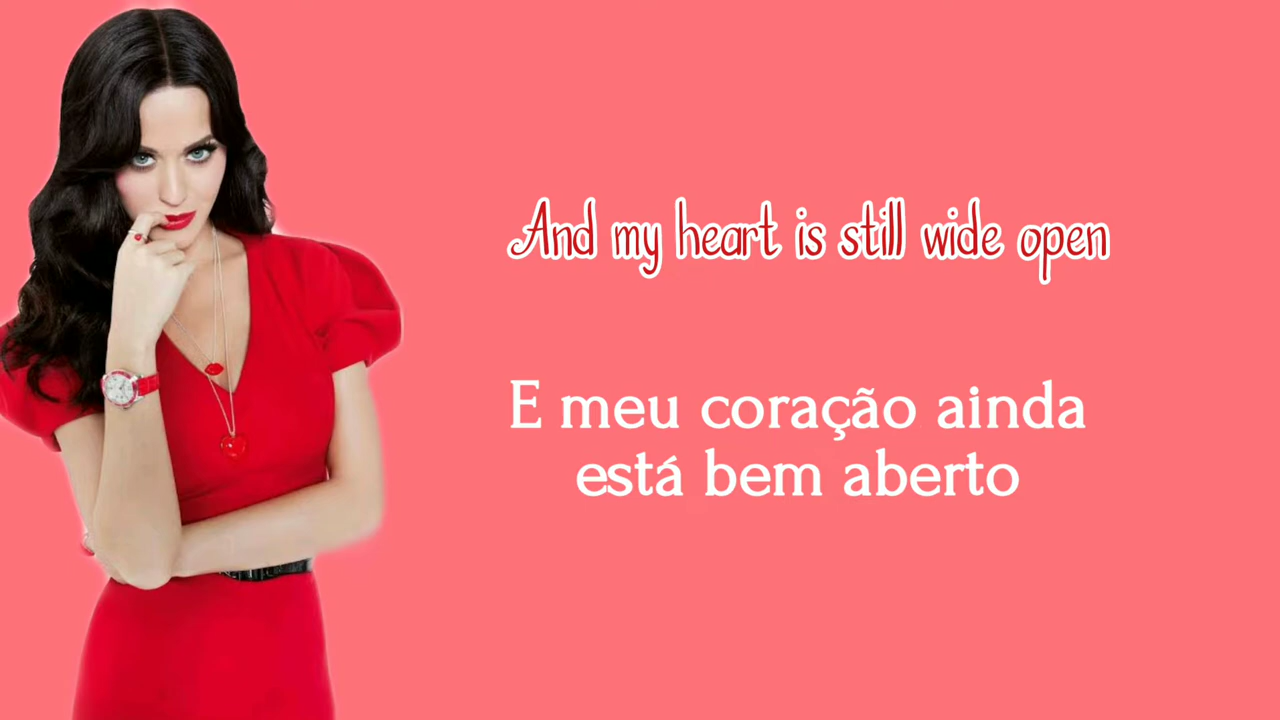 And my heart is still wide open
E meu coração ainda
está bem aberto